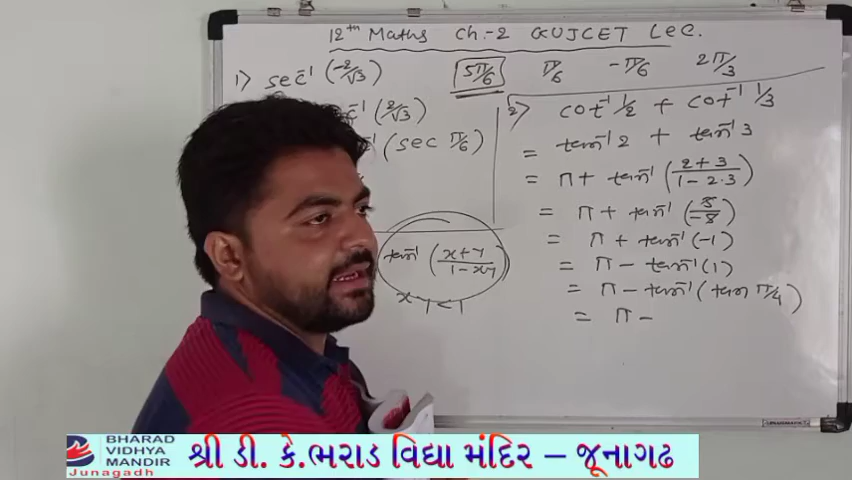 12th Maths Ch.-2 GUJCET Lec.
1) sec⁻¹ (-2/√3)
5π/6 π/6 -π/6 2π/3
(2/√3)
(sec π/6)
tan⁻¹ (x+y/1-xy)
xy<1
2) cot⁻¹ 1/2 + cot⁻¹ 1/3
= tan⁻¹ 2 + tan⁻¹ 3
= π + tan⁻¹ (2+3/1-2·3)
= π + tan⁻¹ (5/-5)
= π + tan⁻¹ (-1)
= π - tan⁻¹ (1)
= π - tan⁻¹ (tan π/4)
= π -
BHARAD
VIDHYA
MANDIR
Junagadh
શ્રી ડી. કે.ભરાડ વિદ્યા મંદિર – જૂનાગઢ